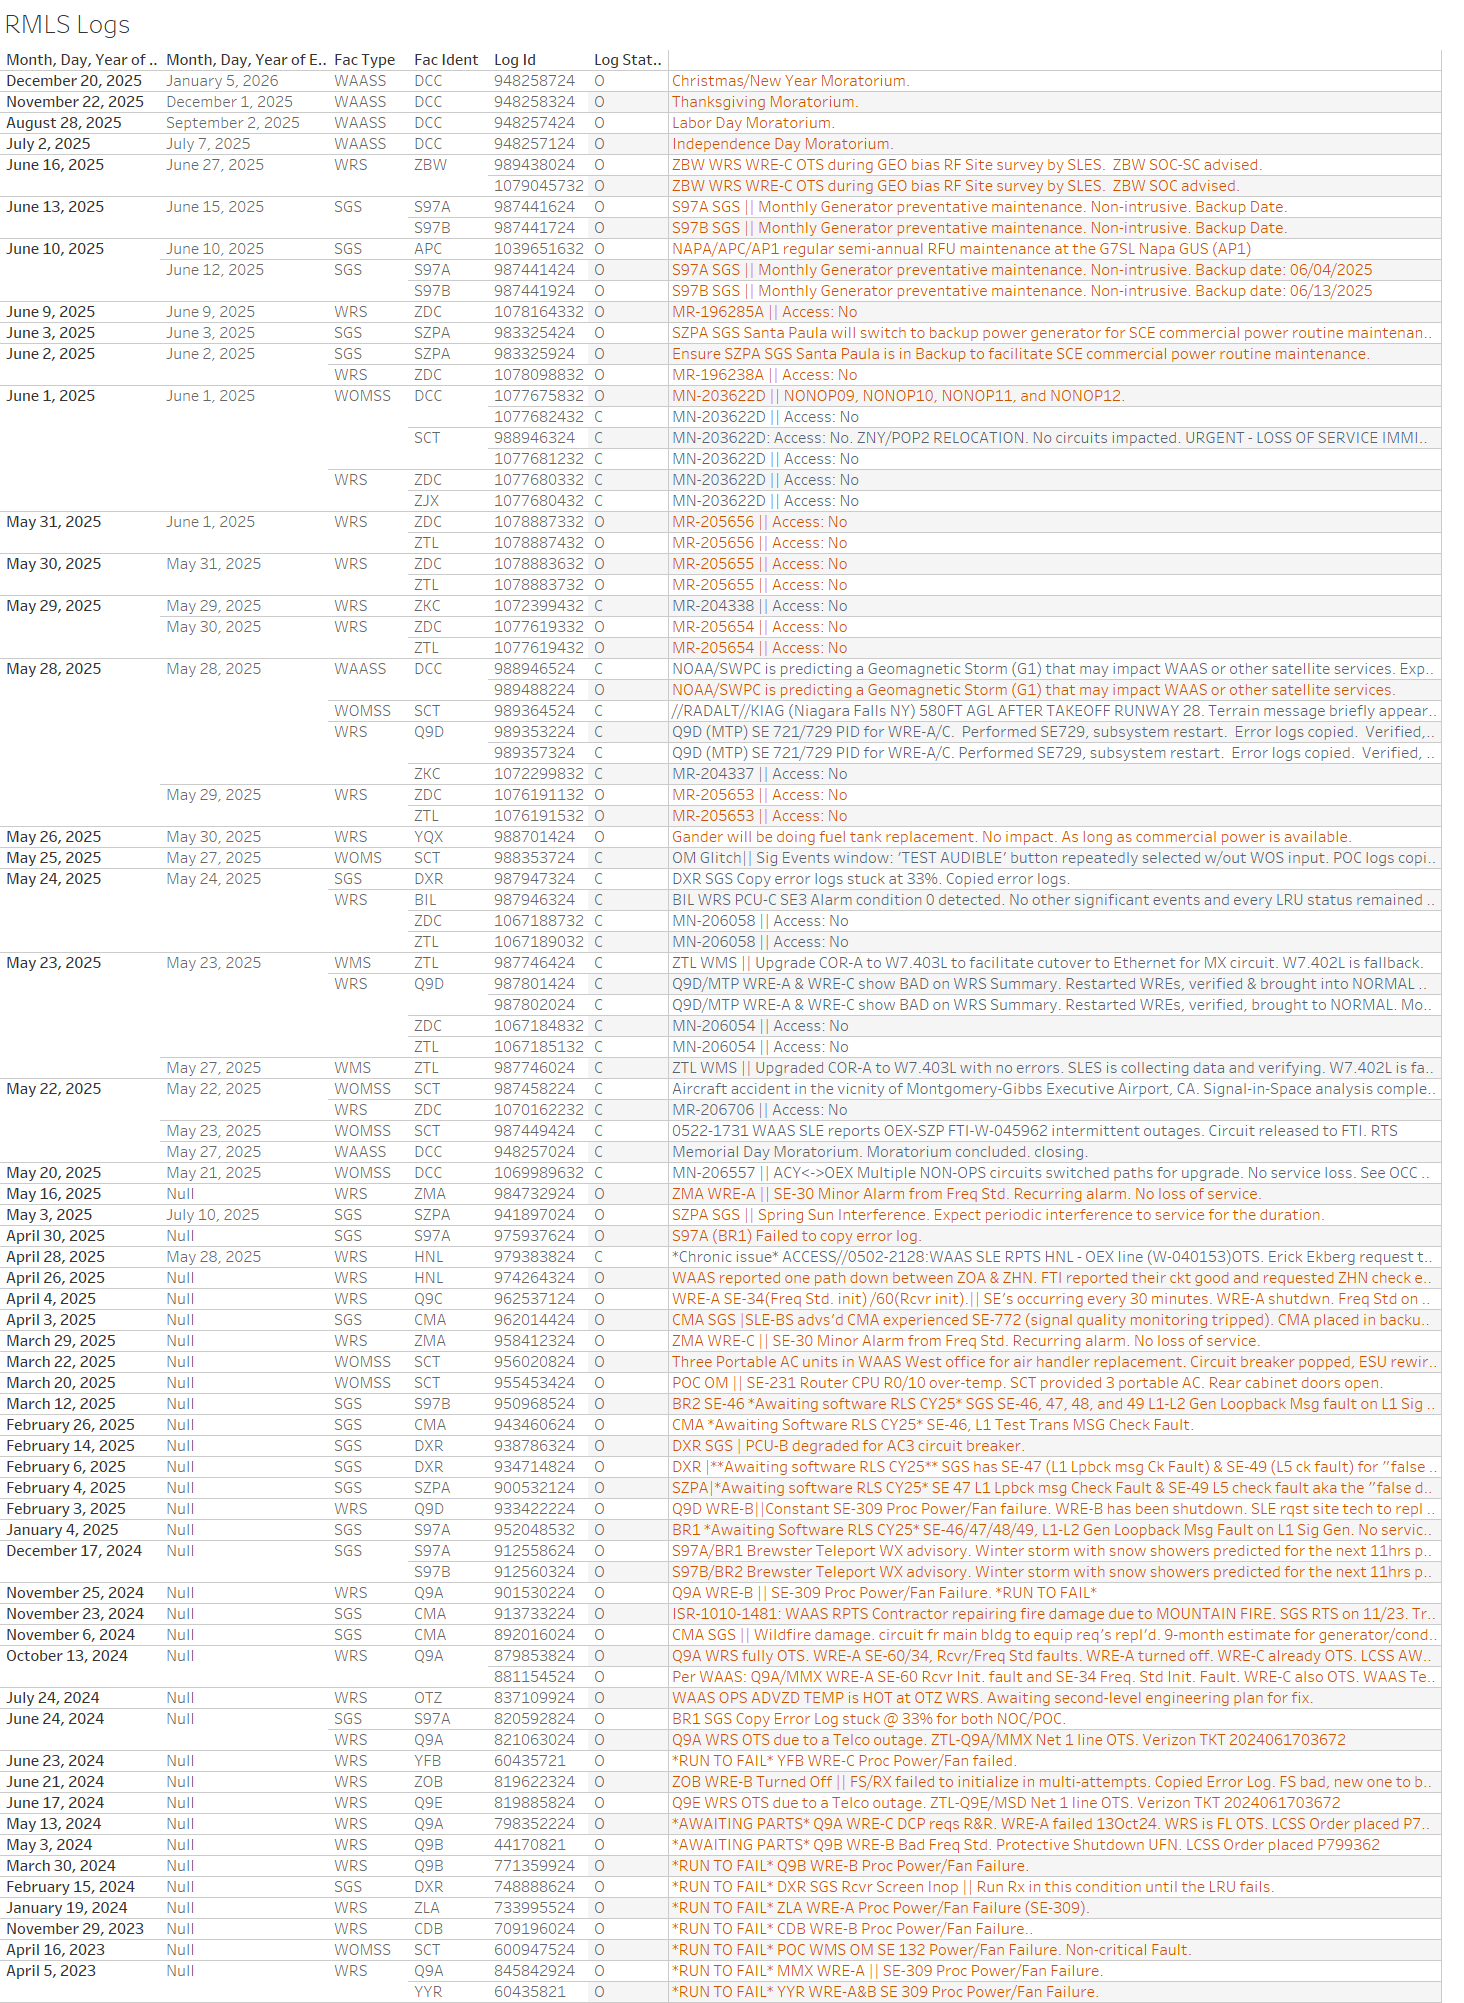 RMLS Logs
Month, Day, Year of .. Month, Day, Year of E.. Fac Type Fac Ident Log Id Log Stat..
December 20, 2025 January 5, 2026 WAASS DCC 948258724 O Christmas/New Year Moratorium.
November 22, 2025 December 1, 2025 WAASS DCC 948258324 O Thanksgiving Moratorium.
August 28, 2025 September 2, 2025 WAASS DCC 948257424 O Labor Day Moratorium.
July 2, 2025 July 7, 2025 WAASS DCC 948257124 O Independence Day Moratorium.
June 16, 2025 June 27, 2025 WRS ZBW 989438024 O ZBW WRS WRE-C OTS during GEO bias RF Site survey by SLES. ZBW SOC-SC advised.
1079045732 O ZBW WRS WRE-C OTS during GEO bias RF Site survey by SLES. ZBW SOC advised.
June 13, 2025 June 15, 2025 SGS S97A 987441624 O S97A SGS || Monthly Generator preventative maintenance. Non-intrusive. Backup Date.
S97B 987441724 O S97B SGS || Monthly Generator preventative maintenance. Non-intrusive. Backup Date.
June 10, 2025 June 10, 2025 SGS APC 1039651632 O NAPA/APC/AP1 regular semi-annual RFU maintenance at the G7SL Napa GUS (AP1)
June 12, 2025 SGS S97A 987441424 O S97A SGS || Monthly Generator preventative maintenance. Non-intrusive. Backup date: 06/04/2025
S97B 987441924 O S97B SGS || Monthly Generator preventative maintenance. Non-intrusive. Backup date: 06/13/2025
June 9, 2025 June 9, 2025 WRS ZDC 1078164332 O MR-196285A || Access: No
June 3, 2025 June 3, 2025 SGS SZPA 983325424 O SZPA SGS Santa Paula will switch to backup power generator for SCE commercial power routine maintenan..
June 2, 2025 June 2, 2025 SGS SZPA 983325924 O Ensure SZPA SGS Santa Paula is in Backup to facilitate SCE commercial power routine maintenance.
WRS ZDC 1078098832 O MR-196238A || Access: No
June 1, 2025 June 1, 2025 WOMSS DCC 1077675832 O MN-203622D || NONOP09, NONOP10, NONOP11, and NONOP12.
1077682432 C MN-203622D || Access: No
SCT 988946324 C MN-203622D: Access: No. ZNY/POP2 RELOCATION. No circuits impacted. URGENT - LOSS OF SERVICE IMMI..
1077681232 C MN-203622D || Access: No
WRS ZDC 1077680332 C MN-203622D || Access: No
ZJX 1077680432 C MN-203622D || Access: No
May 31, 2025 June 1, 2025 WRS ZDC 1078887332 O MR-205656 || Access: No
ZTL 1078887432 O MR-205656 || Access: No
May 30, 2025 May 31, 2025 WRS ZDC 1078883632 O MR-205655 || Access: No
ZTL 1078883732 O MR-205655 || Access: No
May 29, 2025 May 29, 2025 WRS ZKC 1072399432 C MR-204338 || Access: No
May 30, 2025 WRS ZDC 1077619332 O MR-205654 || Access: No
ZTL 1077619432 O MR-205654 || Access: No
May 28, 2025 May 28, 2025 WAASS DCC 988946524 C NOAA/SWPC is predicting a Geomagnetic Storm (G1) that may impact WAAS or other satellite services. Exp..
989488224 O NOAA/SWPC is predicting a Geomagnetic Storm (G1) that may impact WAAS or other satellite services.
WOMSS SCT 989364524 C //RADALT//KIAG (Niagara Falls NY) 580FT AGL AFTER TAKEOFF RUNWAY 28. Terrain message briefly appear..
WRS Q9D 989353224 C Q9D (MTP) SE 721/729 PID for WRE-A/C. Performed SE729, subsystem restart. Error logs copied. Verified,..
989357324 C Q9D (MTP) SE 721/729 PID for WRE-A/C. Performed SE729, subsystem restart. Error logs copied. Verified, ..
ZKC 1072299832 C MR-204337 || Access: No
May 29, 2025 WRS ZDC 1076191132 O MR-205653 || Access: No
ZTL 1076191532 O MR-205653 || Access: No
May 26, 2025 May 30, 2025 WRS YQX 988701424 O Gander will be doing fuel tank replacement. No impact. As long as commercial power is available.
May 25, 2025 May 27, 2025 WOMS SCT 988353724 C OM Glitch|| Sig Events window: 'TEST AUDIBLE' button repeatedly selected w/out WOS input. POC logs copi..
May 24, 2025 May 24, 2025 SGS DXR 987947324 C DXR SGS Copy error logs stuck at 33%. Copied error logs.
WRS BIL 987946324 C BIL WRS PCU-C SE3 Alarm condition 0 detected. No other significant events and every LRU status remained ..
ZDC 1067188732 C MN-206058 || Access: No
ZTL 1067189032 C MN-206058 || Access: No
May 23, 2025 May 23, 2025 WMS ZTL 987746424 C ZTL WMS || Upgrade COR-A to W7.403L to facilitate cutover to Ethernet for MX circuit. W7.402L is fallback.
WRS Q9D 987801424 C Q9D/MTP WRE-A & WRE-C show BAD on WRS Summary. Restarted WREs, verified & brought into NORMAL ..
987802024 C Q9D/MTP WRE-A & WRE-C show BAD on WRS Summary. Restarted WREs, verified, brought to NORMAL. Mo..
ZDC 1067184832 C MN-206054 || Access: No
ZTL 1067185132 C MN-206054 || Access: No
May 27, 2025 WMS ZTL 987746024 C ZTL WMS || Upgraded COR-A to W7.403L with no errors. SLES is collecting data and verifying. W7.402L is fa..
May 22, 2025 May 22, 2025 WOMSS SCT 987458224 C Aircraft accident in the vicnity of Montgomery-Gibbs Executive Airport, CA. Signal-in-Space analysis comple..
WRS ZDC 1070162232 C MR-206706 || Access: No
May 23, 2025 WOMSS SCT 987449424 C 0522-1731 WAAS SLE reports OEX-SZP FTI-W-045962 intermittent outages. Circuit released to FTI. RTS
May 27, 2025 WAASS DCC 948257024 C Memorial Day Moratorium. Moratorium concluded. closing.
May 20, 2025 May 21, 2025 WOMSS DCC 1069989632 C MN-206557 || ACY<->OEX Multiple NON-OPS circuits switched paths for upgrade. No service loss. See OCC ..
May 16, 2025 Null WRS ZMA 984732924 O ZMA WRE-A || SE-30 Minor Alarm from Freq Std. Recurring alarm. No loss of service.
May 3, 2025 July 10, 2025 SGS SZPA 941897024 O SZPA SGS || Spring Sun Interference. Expect periodic interference to service for the duration.
April 30, 2025 Null SGS S97A 975937624 O S97A (BR1) Failed to copy error log.
April 28, 2025 May 28, 2025 WRS HNL 979383824 C *Chronic issue* ACCESS//0502-2128:WAAS SLE RPTS HNL - OEX line (W-040153)OTS. Erick Ekberg request t..
April 26, 2025 Null WRS HNL 974264324 O WAAS reported one path down between ZOA & ZHN. FTI reported their ckt good and requested ZHN check e..
April 4, 2025 Null WRS Q9C 962537124 O WRE-A SE-34(Freq Std. init) /60(Rcvr init).|| SE's occurring every 30 minutes. WRE-A shutdwn. Freq Std on ..
April 3, 2025 Null SGS CMA 962014424 O CMA SGS |SLE-BS advs'd CMA experienced SE-772 (signal quality monitoring tripped). CMA placed in backu..
March 29, 2025 Null WRS ZMA 958412324 O ZMA WRE-C || SE-30 Minor Alarm from Freq Std. Recurring alarm. No loss of service.
March 22, 2025 Null WOMSS SCT 956020824 O Three Portable AC units in WAAS West office for air handler replacement. Circuit breaker popped, ESU rewir..
March 20, 2025 Null WOMSS SCT 955453424 O POC OM || SE-231 Router CPU R0/10 over-temp. SCT provided 3 portable AC. Rear cabinet doors open.
March 12, 2025 Null SGS S97B 950968524 O BR2 SE-46 *Awaiting software RLS CY25* SGS SE-46, 47, 48, and 49 L1-L2 Gen Loopback Msg fault on L1 Sig ..
February 26, 2025 Null SGS CMA 943460624 O CMA *Awaiting Software RLS CY25* SE-46, L1 Test Trans MSG Check Fault.
February 14, 2025 Null SGS DXR 938786324 O DXR SGS | PCU-B degraded for AC3 circuit breaker.
February 6, 2025 Null SGS DXR 934714824 O DXR |**Awaiting software RLS CY25** SGS has SE-47 (L1 Lpbck msg Ck Fault) & SE-49 (L5 ck fault) for "false ..
February 4, 2025 Null SGS SZPA 900532124 O SZPA|*Awaiting software RLS CY25* SE 47 L1 Lpbck msg Check Fault & SE-49 L5 check fault aka the "false d..
February 3, 2025 Null WRS Q9D 933422224 O Q9D WRE-B||Constant SE-309 Proc Power/Fan failure. WRE-B has been shutdown. SLE rqst site tech to repl ..
January 4, 2025 Null SGS S97A 952048532 O BR1 *Awaiting Software RLS CY25* SE-46/47/48/49, L1-L2 Gen Loopback Msg Fault on L1 Sig Gen. No servic..
December 17, 2024 Null SGS S97A 912558624 O S97A/BR1 Brewster Teleport WX advisory. Winter storm with snow showers predicted for the next 11hrs p..
S97B 912560324 O S97B/BR2 Brewster Teleport WX advisory. Winter storm with snow showers predicted for the next 11hrs p..
November 25, 2024 Null WRS Q9A 901530224 O Q9A WRE-B || SE-309 Proc Power/Fan Failure. *RUN TO FAIL*
November 23, 2024 Null SGS CMA 913733224 O ISR-1010-1481: WAAS RPTS Contractor repairing fire damage due to MOUNTAIN FIRE. SGS RTS on 11/23. Tr..
November 6, 2024 Null SGS CMA 892016024 O CMA SGS || Wildfire damage. circuit fr main bldg to equip req's repl'd. 9-month estimate for generator/cond..
October 13, 2024 Null WRS Q9A 879853824 O Q9A WRS fully OTS. WRE-A SE-60/34, Rcvr/Freq Std faults. WRE-A turned off. WRE-C already OTS. LCSS AW..
881154524 O Per WAAS: Q9A/MMX WRE-A SE-60 Rcvr Init. fault and SE-34 Freq. Std Init. Fault. WRE-C also OTS. WAAS Te..
July 24, 2024 Null WRS OTZ 837109924 O WAAS OPS ADVZD TEMP is HOT at OTZ WRS. Awaiting second-level engineering plan for fix.
June 24, 2024 Null SGS S97A 820592824 O BR1 SGS Copy Error Log stuck @ 33% for both NOC/POC.
WRS Q9A 821063024 O Q9A WRS OTS due to a Telco outage. ZTL-Q9A/MMX Net 1 line OTS. Verizon TKT 2024061703672
June 23, 2024 Null WRS YFB 60435721 O *RUN TO FAIL* YFB WRE-C Proc Power/Fan failed.
June 21, 2024 Null WRS ZOB 819622324 O ZOB WRE-B Turned Off || FS/RX failed to initialize in multi-attempts. Copied Error Log. FS bad, new one to b..
June 17, 2024 Null WRS Q9E 819885824 O Q9E WRS OTS due to a Telco outage. ZTL-Q9E/MSD Net 1 line OTS. Verizon TKT 2024061703672
May 13, 2024 Null WRS Q9A 798352224 O *AWAITING PARTS* Q9A WRE-C DCP reqs R&R. WRE-A failed 13Oct24. WRS is FL OTS. LCSS Order placed P7..
May 3, 2024 Null WRS Q9B 44170821 O *AWAITING PARTS* Q9B WRE-B Bad Freq Std. Protective Shutdown UFN. LCSS Order placed P799362
March 30, 2024 Null WRS Q9B 771359924 O *RUN TO FAIL* Q9B WRE-B Proc Power/Fan Failure.
February 15, 2024 Null SGS DXR 748888624 O *RUN TO FAIL* DXR SGS Rcvr Screen Inop || Run Rx in this condition until the LRU fails.
January 19, 2024 Null WRS ZLA 733995524 O *RUN TO FAIL* ZLA WRE-A Proc Power/Fan Failure (SE-309).
November 29, 2023 Null WRS CDB 709196024 O *RUN TO FAIL* CDB WRE-B Proc Power/Fan Failure..
April 16, 2023 Null WOMSS SCT 600947524 O *RUN TO FAIL* POC WMS OM SE 132 Power/Fan Failure. Non-critical Fault.
April 5, 2023 Null WRS Q9A 845842924 O *RUN TO FAIL* MMX WRE-A || SE-309 Proc Power/Fan Failure.
YYR 60435821 O *RUN TO FAIL* YYR WRE-A&B SE 309 Proc Power/Fan Failure.